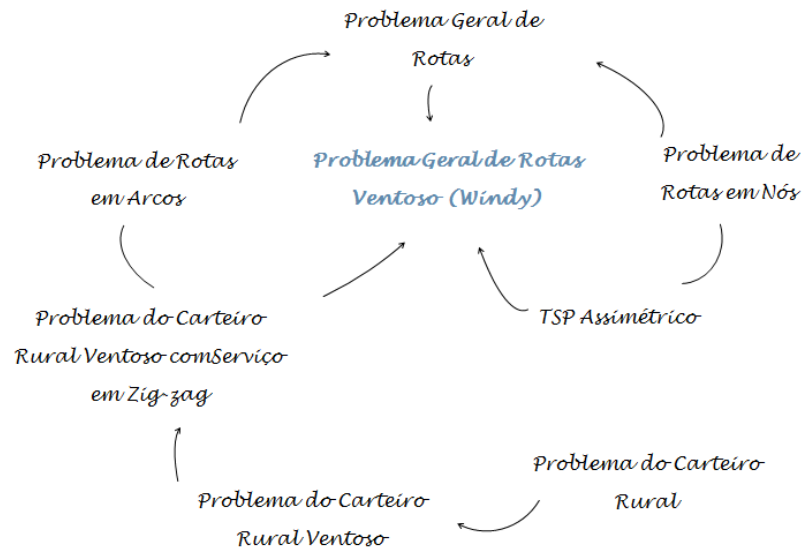 Problema Geral de
Rotas
Problema de Rotas
em Arcos
Problema Geral de Rotas
Ventoso (Windy)
Problema de
Rotas em Nós
Problema do Carteiro
Rural Ventoso comServiço
em Zig-zag
TSP Assimétrico
Problema do Carteiro
Rural Ventoso
Problema do Carteiro
Rural